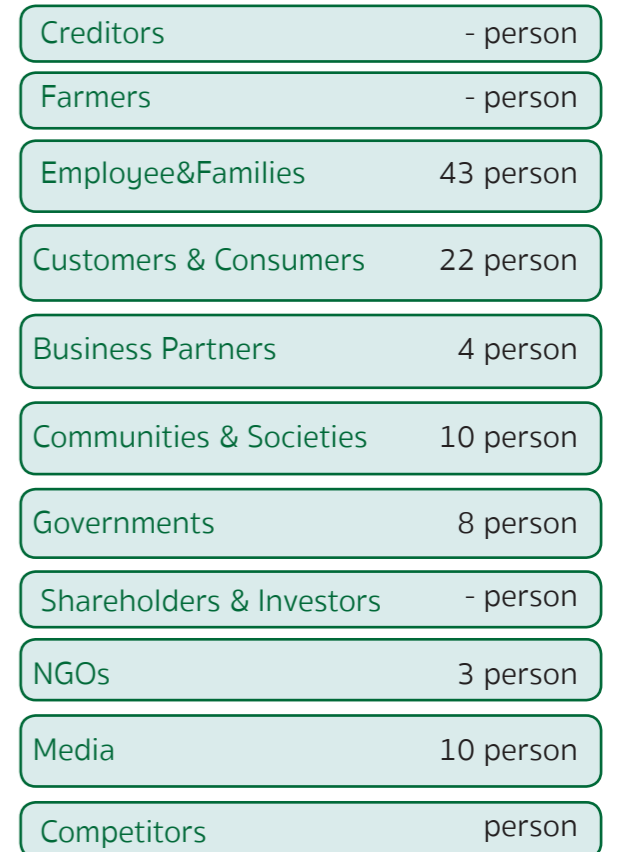 Creditors - person
Farmers - person
Employee&Families 43 person
Customers & Consumers 22 person
Business Partners 4 person
Communities & Societies 10 person
Governments 8 person
Shareholders & Investors - person
NGOs 3 person
Media 10 person
Competitors person